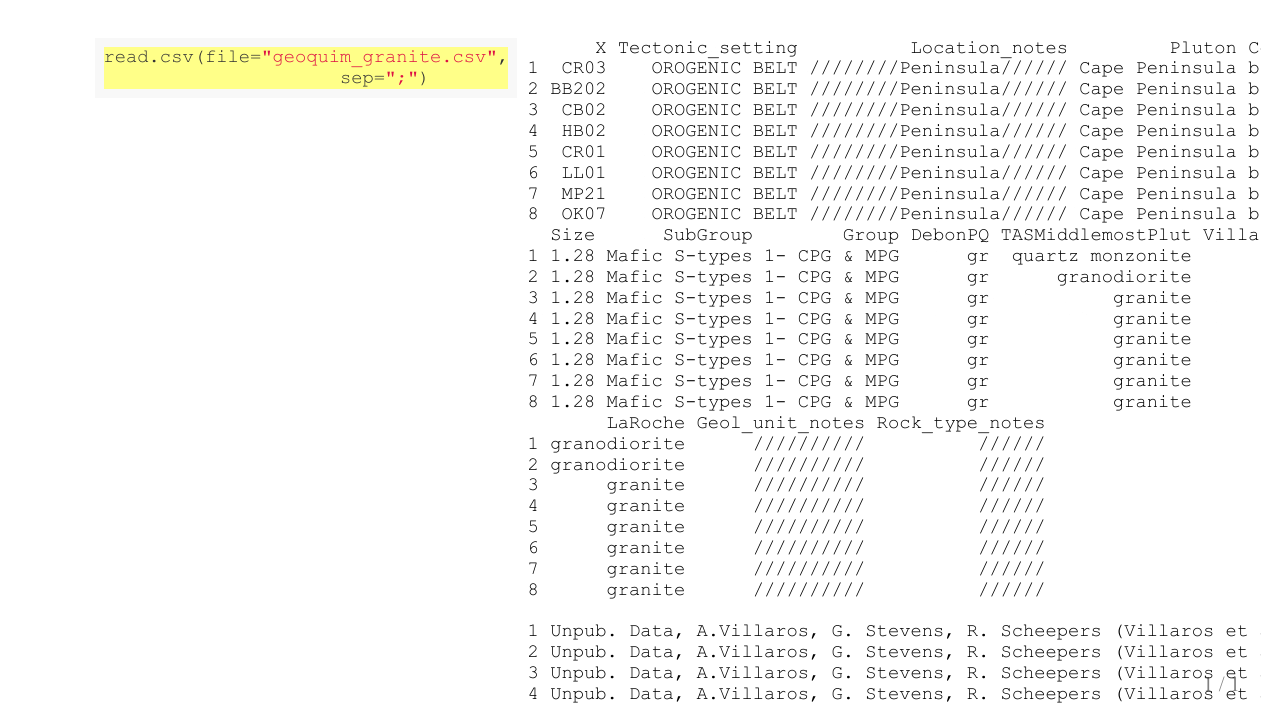 read.csv(file="geoquim_granite.csv",
sep=";")
X Tectonic_setting Location_notes Pluton C
1 CR03 OROGENIC BELT ////////Peninsula////// Cape Peninsula b
2 BB202 OROGENIC BELT ////////Peninsula////// Cape Peninsula b
3 CB02 OROGENIC BELT ////////Peninsula////// Cape Peninsula b
4 HB02 OROGENIC BELT ////////Peninsula////// Cape Peninsula b
5 CR01 OROGENIC BELT ////////Peninsula////// Cape Peninsula b
6 LL01 OROGENIC BELT ////////Peninsula////// Cape Peninsula b
7 MP21 OROGENIC BELT ////////Peninsula////// Cape Peninsula b
8 OK07 OROGENIC BELT ////////Peninsula////// Cape Peninsula b
Size SubGroup Group DebonPQ TASMiddlemostPlut Villa
1 1.28 Mafic S-types 1- CPG & MPG gr quartz monzonite
2 1.28 Mafic S-types 1- CPG & MPG gr granodiorite
3 1.28 Mafic S-types 1- CPG & MPG gr granite
4 1.28 Mafic S-types 1- CPG & MPG gr granite
5 1.28 Mafic S-types 1- CPG & MPG gr granite
6 1.28 Mafic S-types 1- CPG & MPG gr granite
7 1.28 Mafic S-types 1- CPG & MPG gr granite
8 1.28 Mafic S-types 1- CPG & MPG gr granite
LaRoche Geol_unit_notes Rock_type_notes
1 granodiorite ////////// //////
2 granodiorite ////////// //////
3 granite ////////// //////
4 granite ////////// //////
5 granite ////////// //////
6 granite ////////// //////
7 granite ////////// //////
8 granite ////////// //////
1 Unpub. Data, A.Villaros, G. Stevens, R. Scheepers (Villaros et
2 Unpub. Data, A.Villaros, G. Stevens, R. Scheepers (Villaros et
3 Unpub. Data, A.Villaros, G. Stevens, R. Scheepers (Villaros et
4 Unpub. Data, A.Villaros, G. Stevens, R. Scheepers (Villaros et
1 / 1